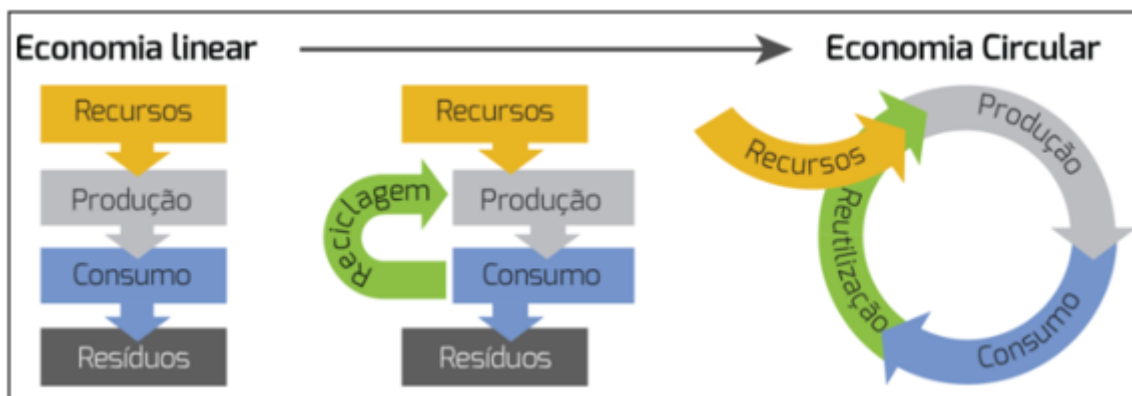 Economia linear
Economia Circular
Recursos
Produção
Consumo
Resíduos
Recursos
Reciclagem
Produção
Consumo
Resíduos
Recursos
Produção
Consumo
Reutilização